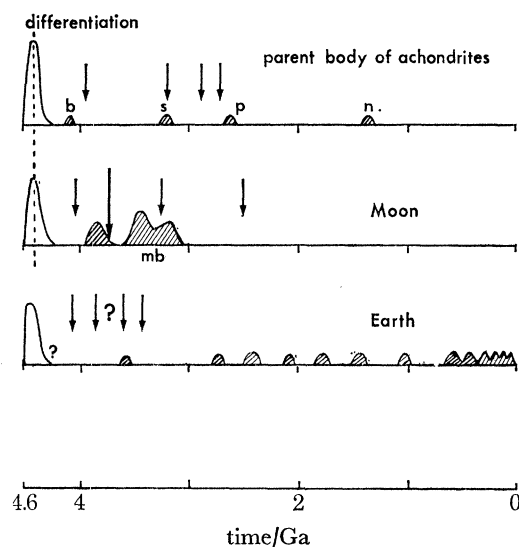 differentiation
parent body of achondrites
b s p n.
Moon
mb
? Earth
?
4.6 4 2 0
time/Ga